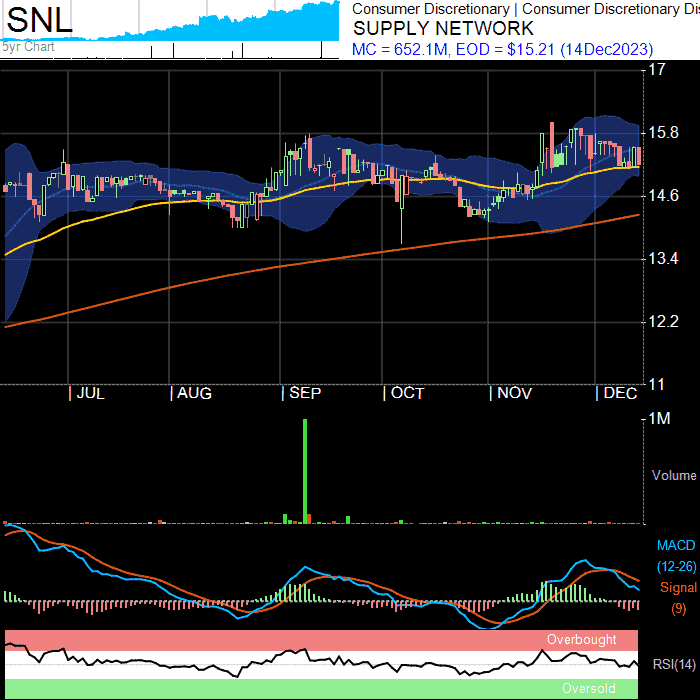 SNL
5yr Chart
Consumer Discretionary | Consumer Discretionary Dis
SUPPLY NETWORK
MC = 652.1M, EOD = $15.21 (14Dec2023)
17
15.8
14.6
13.4
12.2
11
JUL AUG SEP OCT NOV DEC
1M
Volume
MACD
(12-26)
Signal
(9)
Overbought
RSI(14)
Oversold